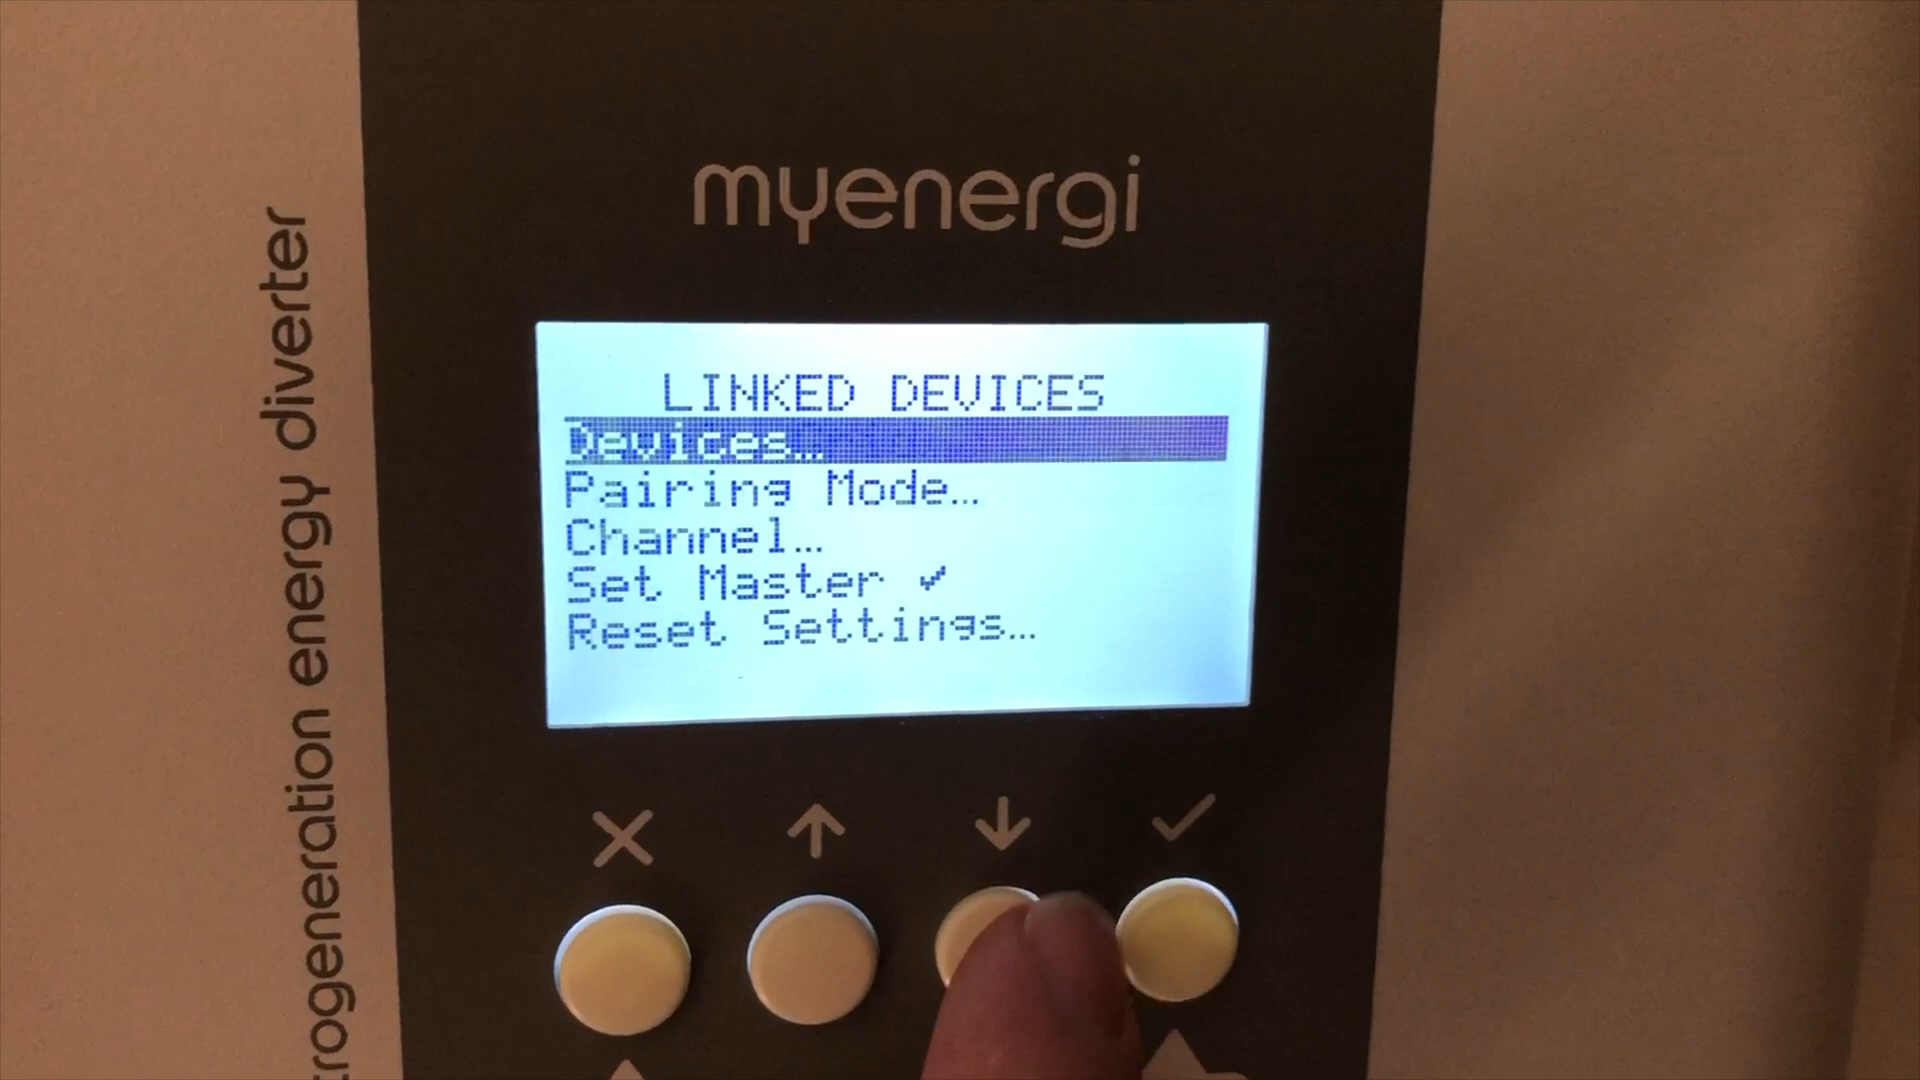 myenergi
LINKED DEVICES
Devices...
Pairing Mode...
Channel...
Set Master ✓
Reset Settings...
energy diverter